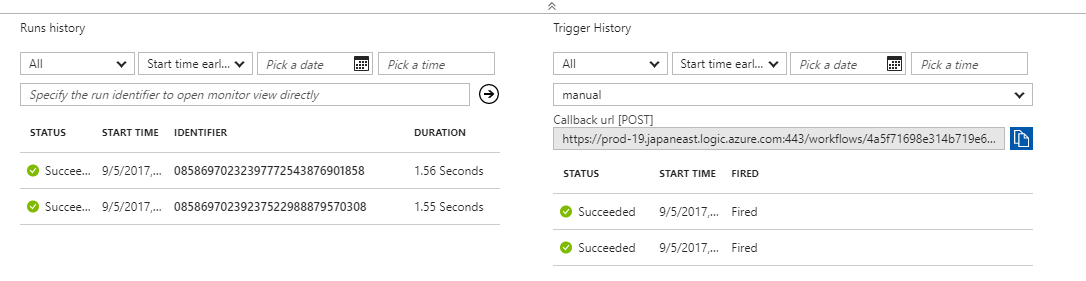 Runs history
All
Start time earl...
Pick a date
Pick a time
Specify the run identifier to open monitor view directly
STATUS START TIME IDENTIFIER DURATION
Succee... 9/5/2017,... 08586970232397772543876901858 1.56 Seconds
Succee... 9/5/2017,... 08586970239237522988879570308 1.55 Seconds
Trigger History
All
Start time earl...
Pick a date
Pick a time
manual
Callback url [POST]
https://prod-19.japaneast.logic.azure.com:443/workflows/4a5f71698e314b719e6...
STATUS START TIME FIRED
Succeeded 9/5/2017,... Fired
Succeeded 9/5/2017,... Fired